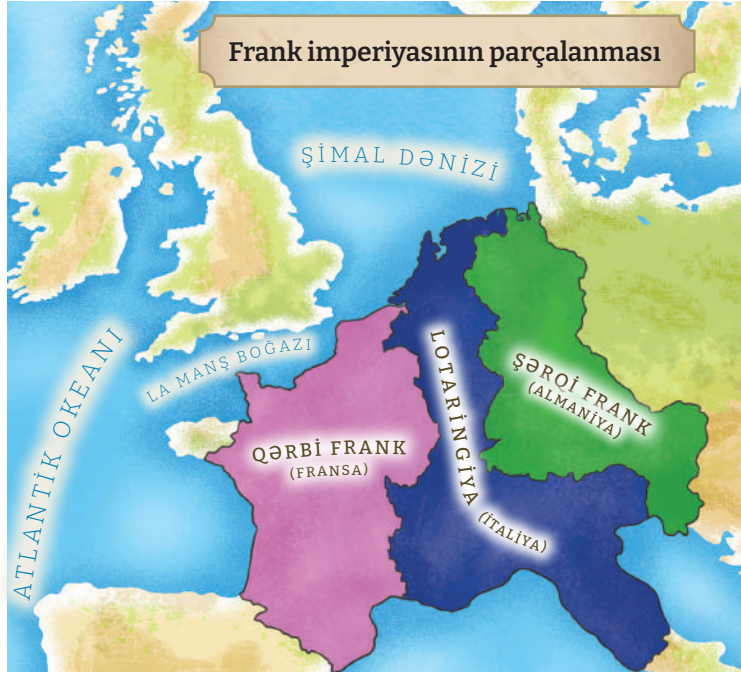 Frank imperiyasının parçalanması
ŞİMAL DƏNİZİ
ATLANTİK OKEANI
LA MANŞ BOĞAZI
QƏRBİ FRANK
(FRANSA)
LOTARİNGİYA (İTALİYA)
ŞƏRQİ FRANK
(ALMANİYA)